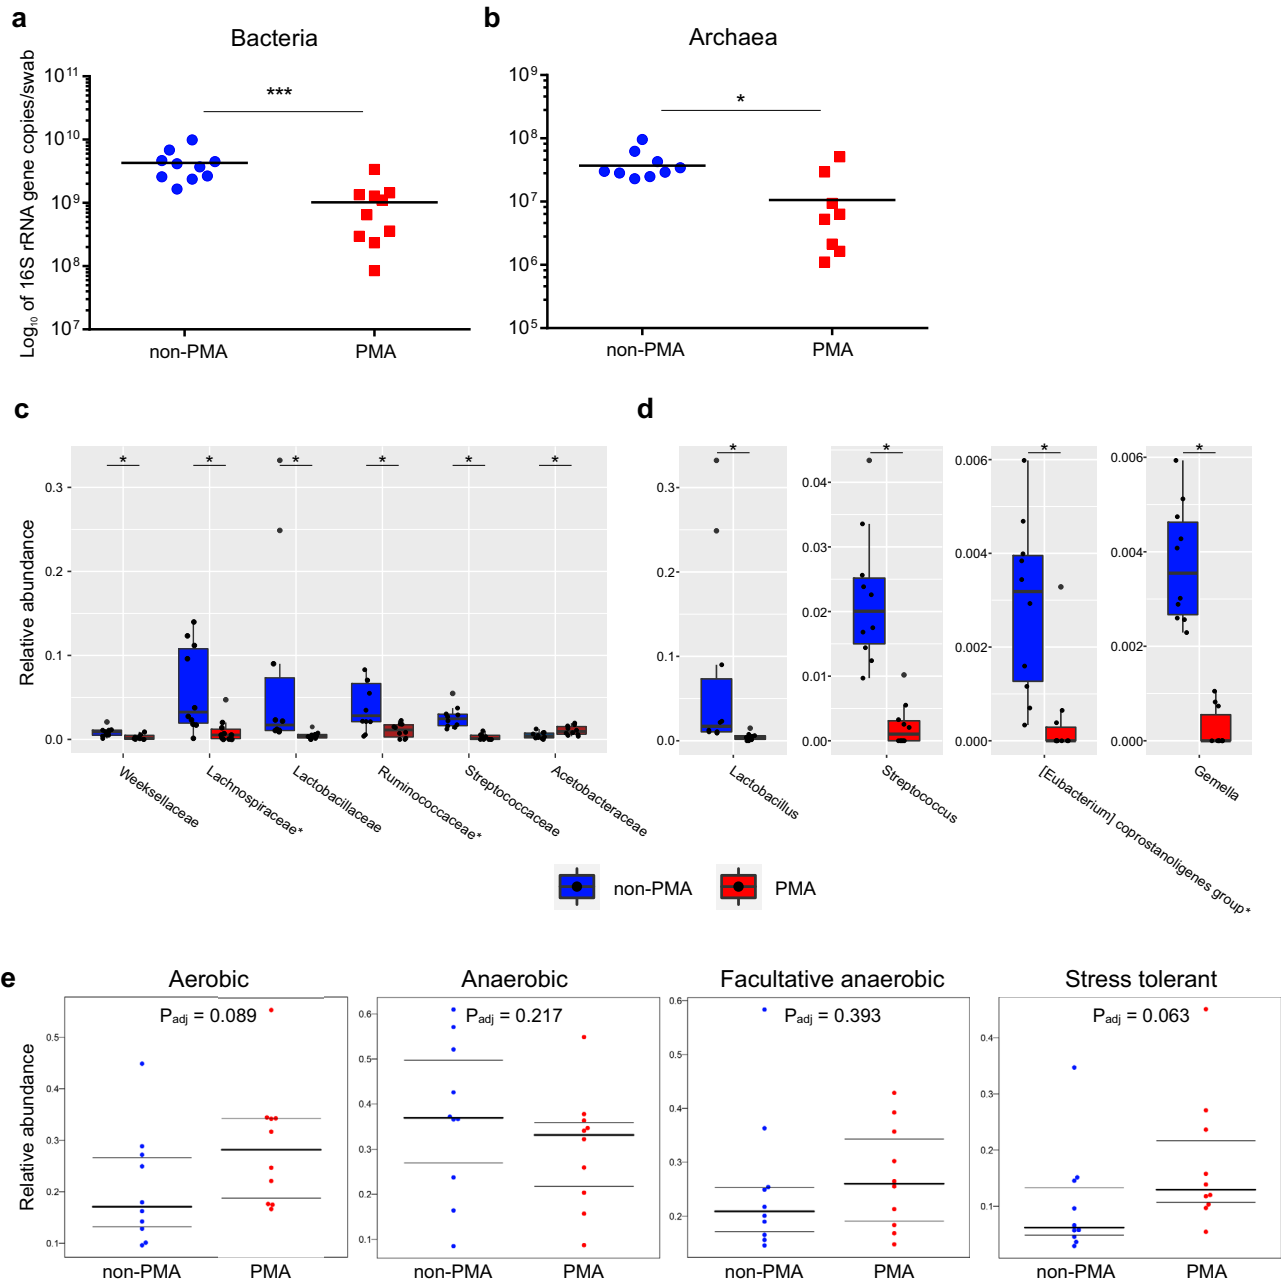 a
b
Bacteria
Archaea
Log₁₀ of 16S rRNA gene copies/swab
10¹¹
10¹⁰
10⁹
10⁸
10⁷
***
non-PMA
PMA
10⁹
10⁸
10⁷
10⁶
10⁵
*
non-PMA
PMA
c
d
Relative abundance
0.3
0.2
0.1
0.0
* * * * * *
Weeksellaceae
Lachnospiraceae*
Lactobacillaceae
Ruminococcaceae*
Streptococcaceae
Acetobacteraceae
0.3
0.2
0.1
0.0
*
Lactobacillus
0.04
0.03
0.02
0.01
0.00
*
Streptococcus
0.006
0.004
0.002
0.000
*
[Eubacterium] coprostanoligenes group*
0.006
0.004
0.002
0.000
*
Gemella
non-PMA
PMA
e
Relative abundance
Aerobic
Padj = 0.089
0.5
0.4
0.3
0.2
0.1
non-PMA
PMA
Anaerobic
Padj = 0.217
0.6
0.5
0.4
0.3
0.2
0.1
non-PMA
PMA
Facultative anaerobic
Padj = 0.393
0.6
0.5
0.4
0.3
0.2
non-PMA
PMA
Stress tolerant
Padj = 0.063
0.4
0.3
0.2
0.1
non-PMA
PMA